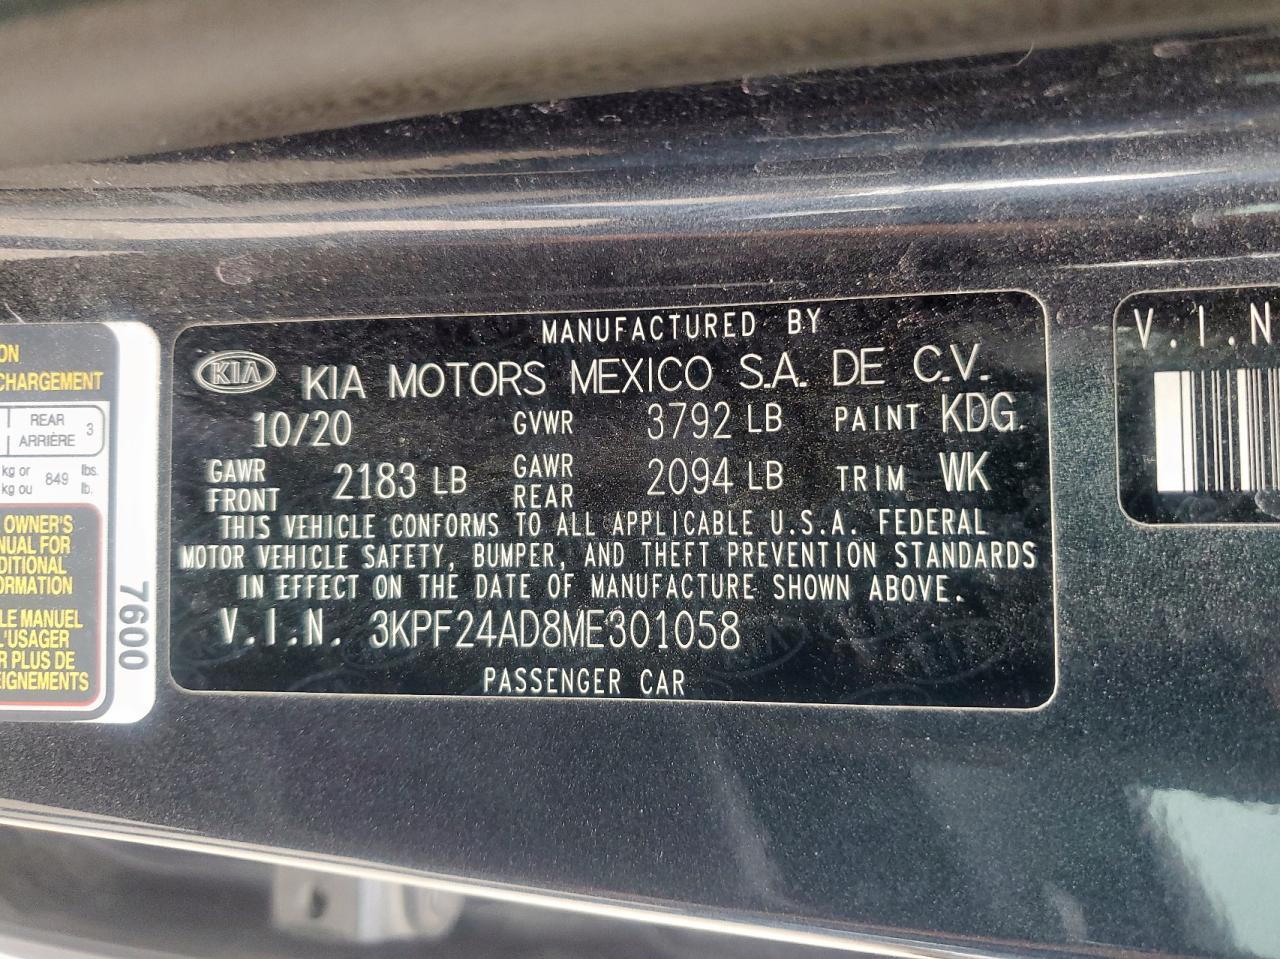 ON
CHARGEMENT
REAR
ARRIÈRE 3
kg or
kg ou 849 lbs.
lb.
OWNER'S
NUAL FOR
DITIONAL
FORMATION
LE MANUEL
L'USAGER
R PLUS DE
EIGNEMENTS
7600
MANUFACTURED BY
KIA KIA MOTORS MEXICO S.A. DE C.V.
10/20 GVWR 3792 LB PAINT KDG
GAWR FRONT 2183 LB GAWR REAR 2094 LB TRIM WK
THIS VEHICLE CONFORMS TO ALL APPLICABLE U.S.A. FEDERAL
MOTOR VEHICLE SAFETY, BUMPER, AND THEFT PREVENTION STANDARDS
IN EFFECT ON THE DATE OF MANUFACTURE SHOWN ABOVE.
V.I.N. 3KPF24AD8ME301058
PASSENGER CAR
V.I.N